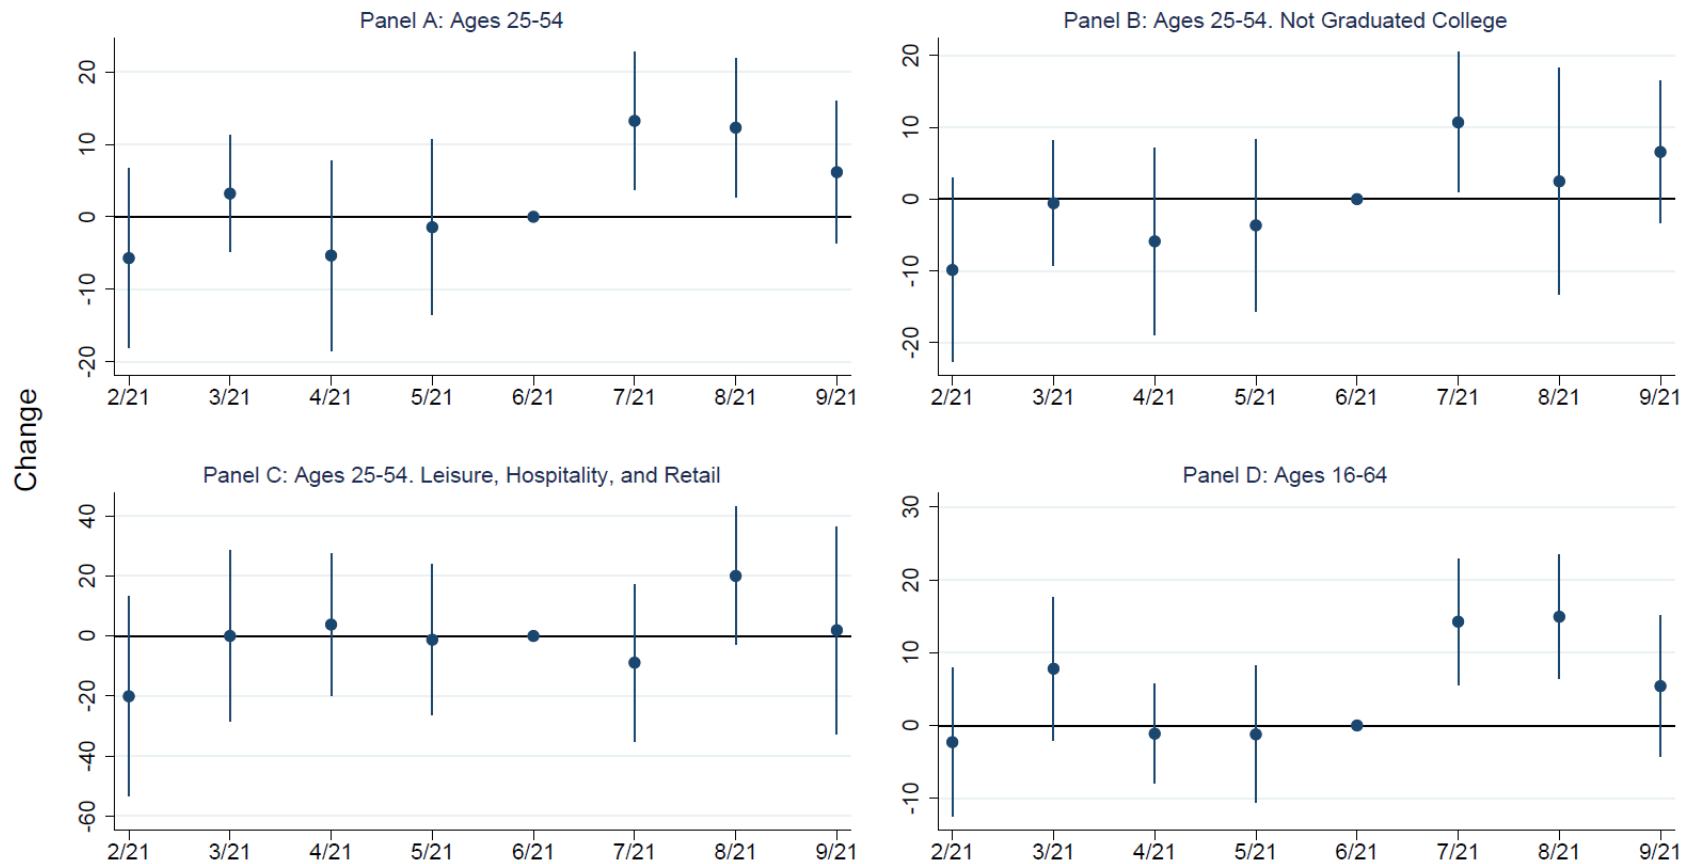 Change
Panel A: Ages 25-54
20
10
0
-10
-20
2/21 3/21 4/21 5/21 6/21 7/21 8/21 9/21
Panel B: Ages 25-54. Not Graduated College
20
10
0
-10
-20
2/21 3/21 4/21 5/21 6/21 7/21 8/21 9/21
Panel C: Ages 25-54. Leisure, Hospitality, and Retail
40
20
0
-20
-40
-60
2/21 3/21 4/21 5/21 6/21 7/21 8/21 9/21
Panel D: Ages 16-64
30
20
10
0
-10
2/21 3/21 4/21 5/21 6/21 7/21 8/21 9/21